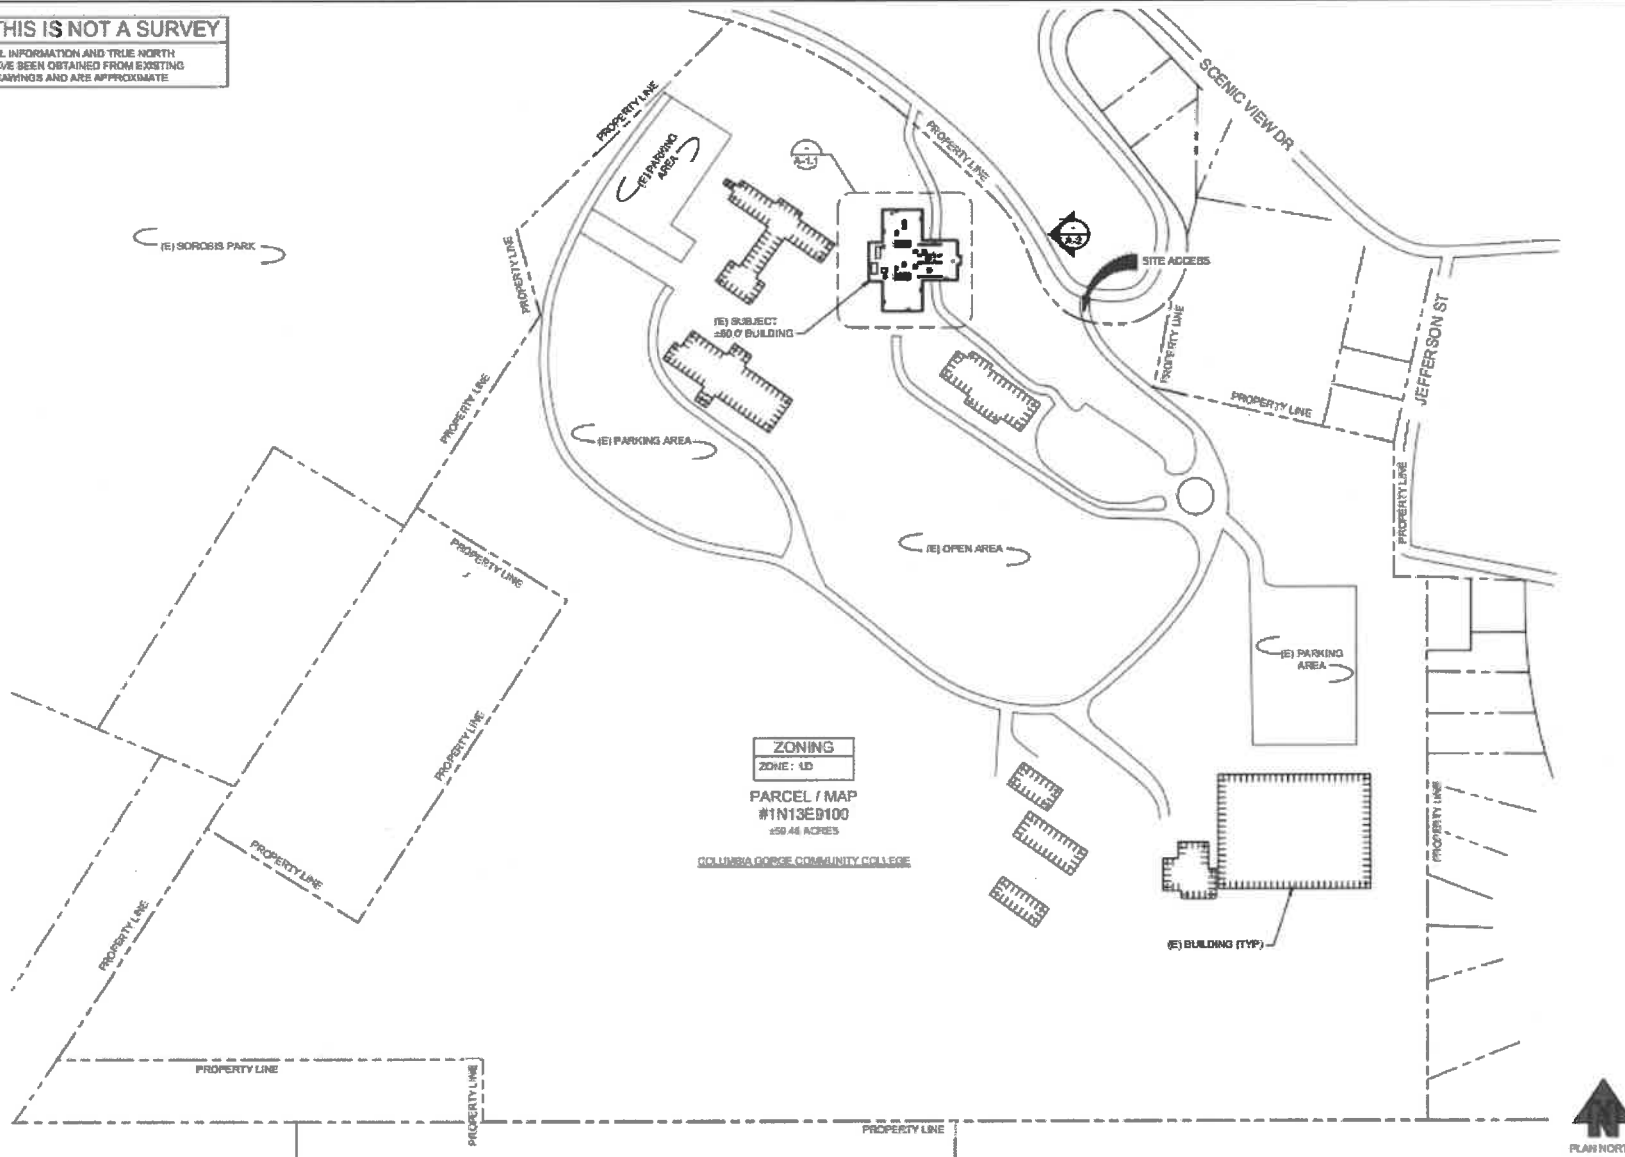 THIS IS NOT A SURVEY
INFORMATION AND TRUE NORTH
BEEN OBTAINED FROM EXISTING
AND ARE APPROXIMATE
PROPERTY LINE
(E) PARKING
AREA
A-1.1
PROPERTY LINE
SCENIC VIEW DR
(E) SOROSIS PARK
PROPERTY LINE
A-2
SITE ACCESS
(E) SUBJECT
±60.0' BUILDING
PROPERTY LINE
JEFFERSON ST
PROPERTY LINE
PROPERTY LINE
(E) PARKING AREA
PROPERTY LINE
PROPERTY LINE
(E) OPEN AREA
(E) PARKING
AREA
PROPERTY LINE
ZONING
ZONE:
PARCEL / MAP
#1N13E9100
ACRES
COLUMBIA GORGE COMMUNITY COLLEGE
PROPERTY LINE
PROPERTY LINE
PROPERTY LINE
(E) BUILDING (TYP)
PROPERTY LINE
PROPERTY LINE
PROPERTY LINE
N
PLAN